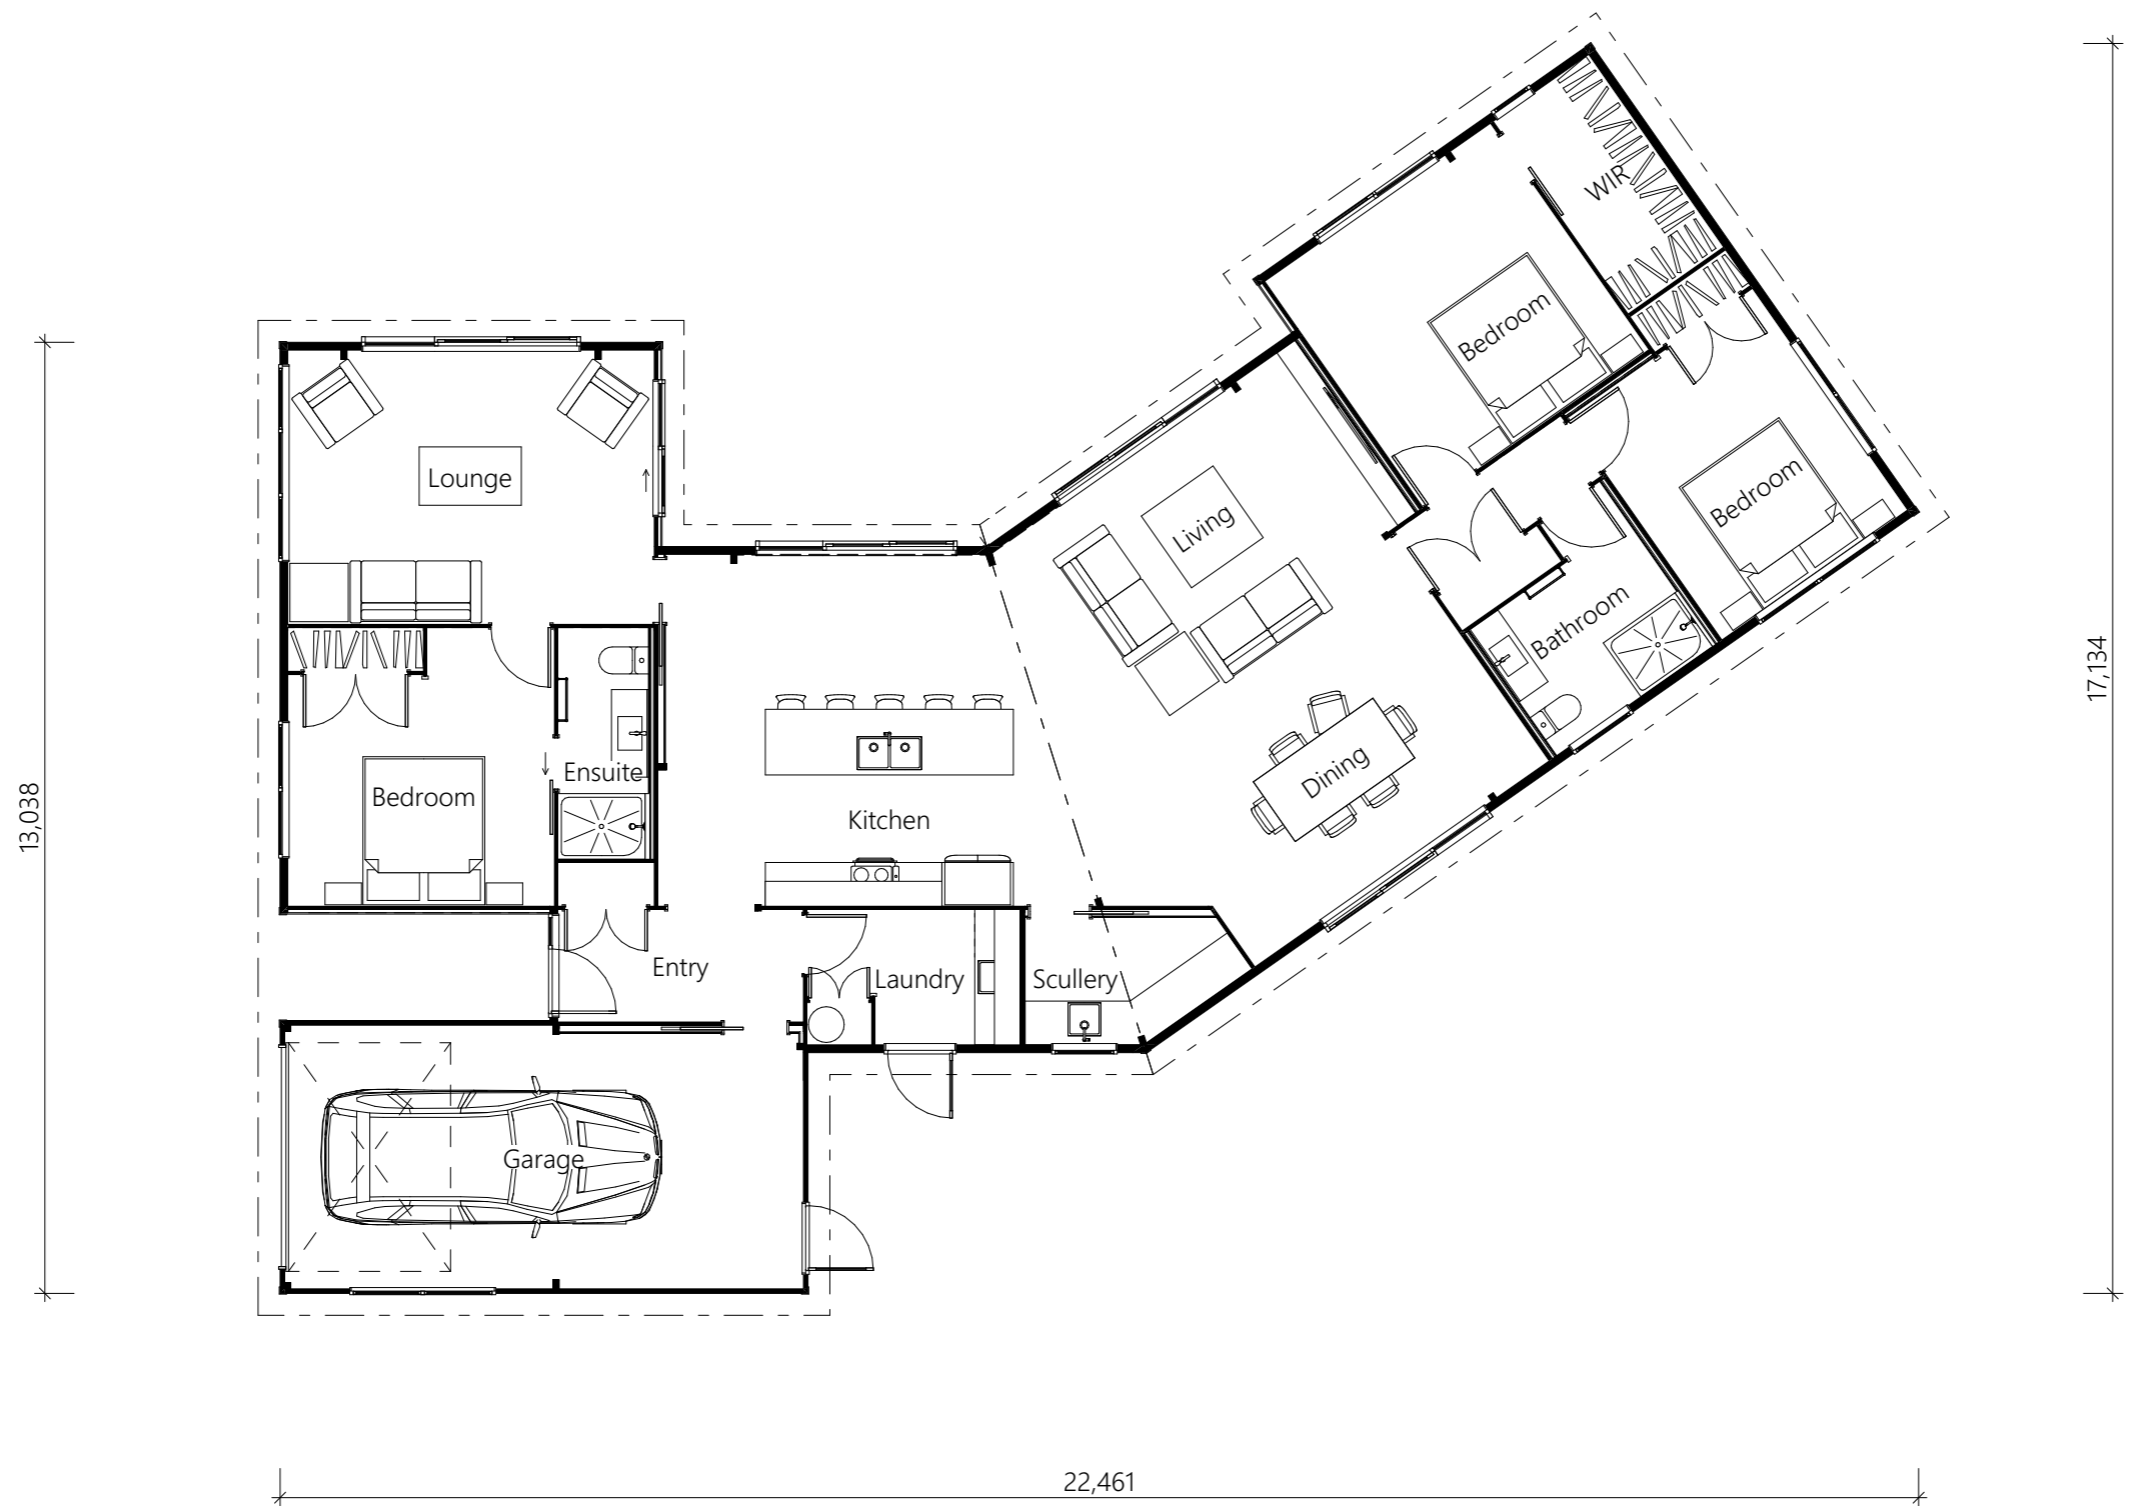 WIR
Bedroom
Lounge
Bedroom
Living
Bathroom
17,134
Ensuite
Dining
Bedroom
13,038
Kitchen
Entry
Laundry
Scullery
Garage
22,461